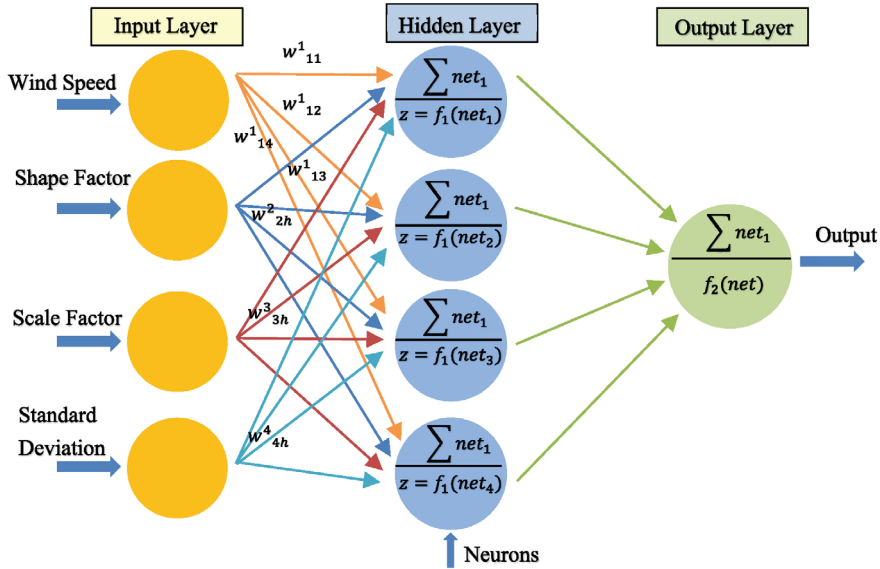 Input Layer
Hidden Layer
Output Layer
Wind Speed
Shape Factor
Scale Factor
Standard
Deviation
w¹₁₁
w¹₁₂
w¹₁₄
w¹₁₃
w²₂ₕ
w³₃ₕ
w⁴₄ₕ
∑ net₁
z = f₁(net₁)
∑ net₁
z = f₁(net₂)
∑ net₁
z = f₁(net₃)
∑ net₁
z = f₁(net₄)
∑ net₁
f₂(net)
Output
Neurons